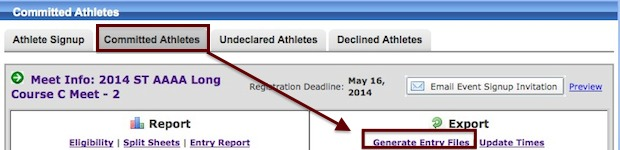 Committed Athletes
Athlete Signup Committed Athletes Undeclared Athletes Declined Athletes
Meet Info: 2014 ST AAAA Long
Course C Meet - 2
Registration Deadline: May 16,
2014
Email Event Signup Invitation Preview
Report
Eligibility | Split Sheets | Entry Report
Export
Generate Entry Files Update Times